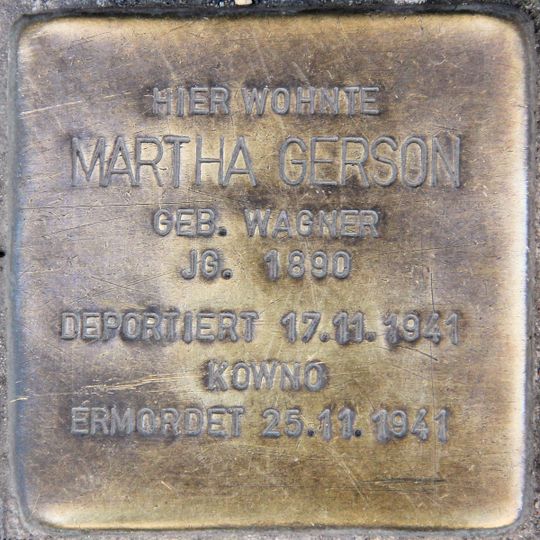 HIER WOHNTE
MARTHA GERSON
GEB. WAGNER
JG. 1890
DEPORTIERT 17.11.1941
KOWNO
ERMORDET 25.11.1941